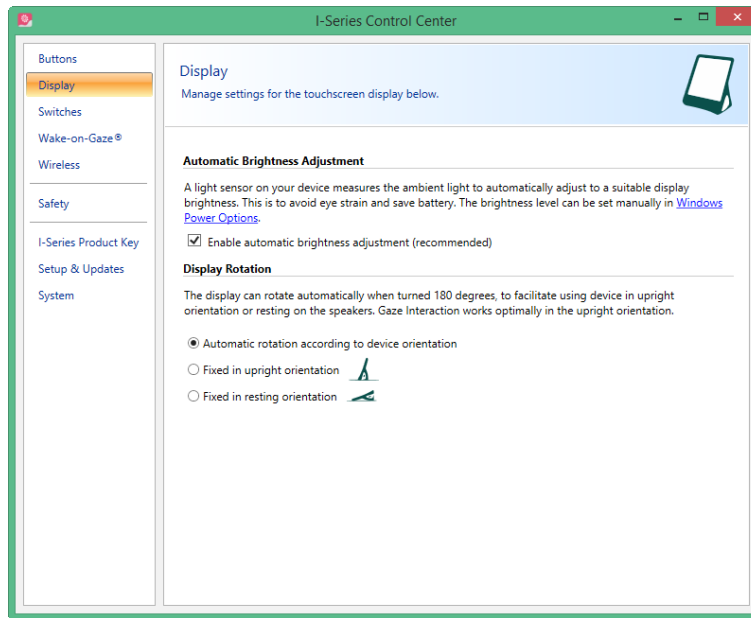 I-Series Control Center
Buttons
Display
Switches
Wake-on-Gaze®
Wireless
Safety
I-Series Product Key
Setup & Updates
System
Display
Manage settings for the touchscreen display below.
Automatic Brightness Adjustment
A light sensor on your device measures the ambient light to automatically adjust to a suitable display
brightness. This is to avoid eye strain and save battery. The brightness level can be set manually in Windows
Power Options.
Enable automatic brightness adjustment (recommended)
Display Rotation
The display can rotate automatically when turned 180 degrees, to facilitate using device in upright
orientation or resting on the speakers. Gaze Interaction works optimally in the upright orientation.
Automatic rotation according to device orientation
Fixed in upright orientation
Fixed in resting orientation